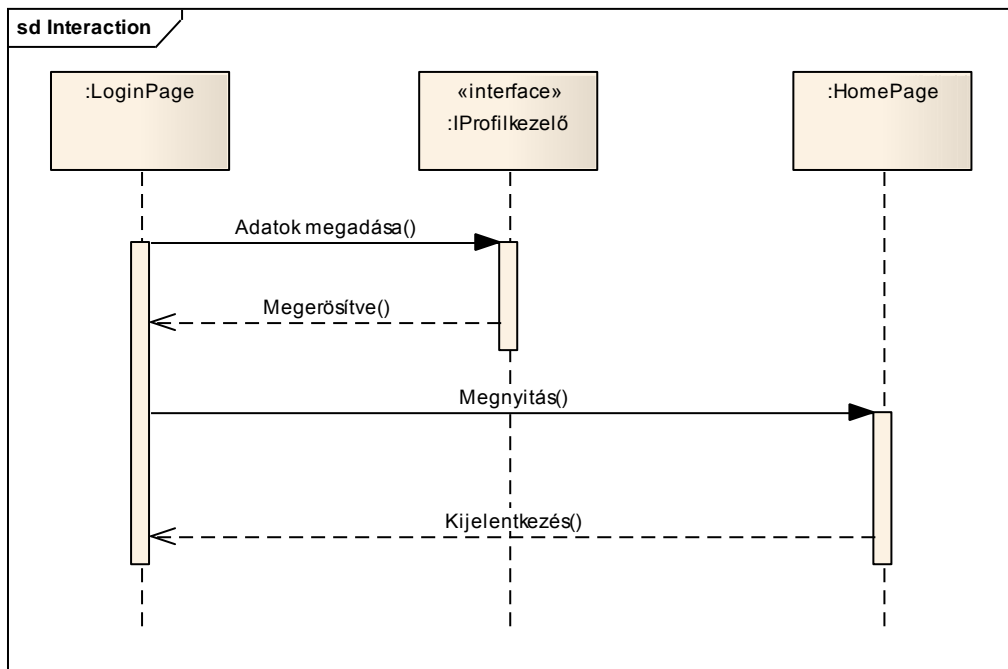 sd Interaction
:LoginPage
«interface»
:IProfilkezelő
:HomePage
Adatok megadása()
Megerösítve()
Megnyitás()
Kijelentkezés()